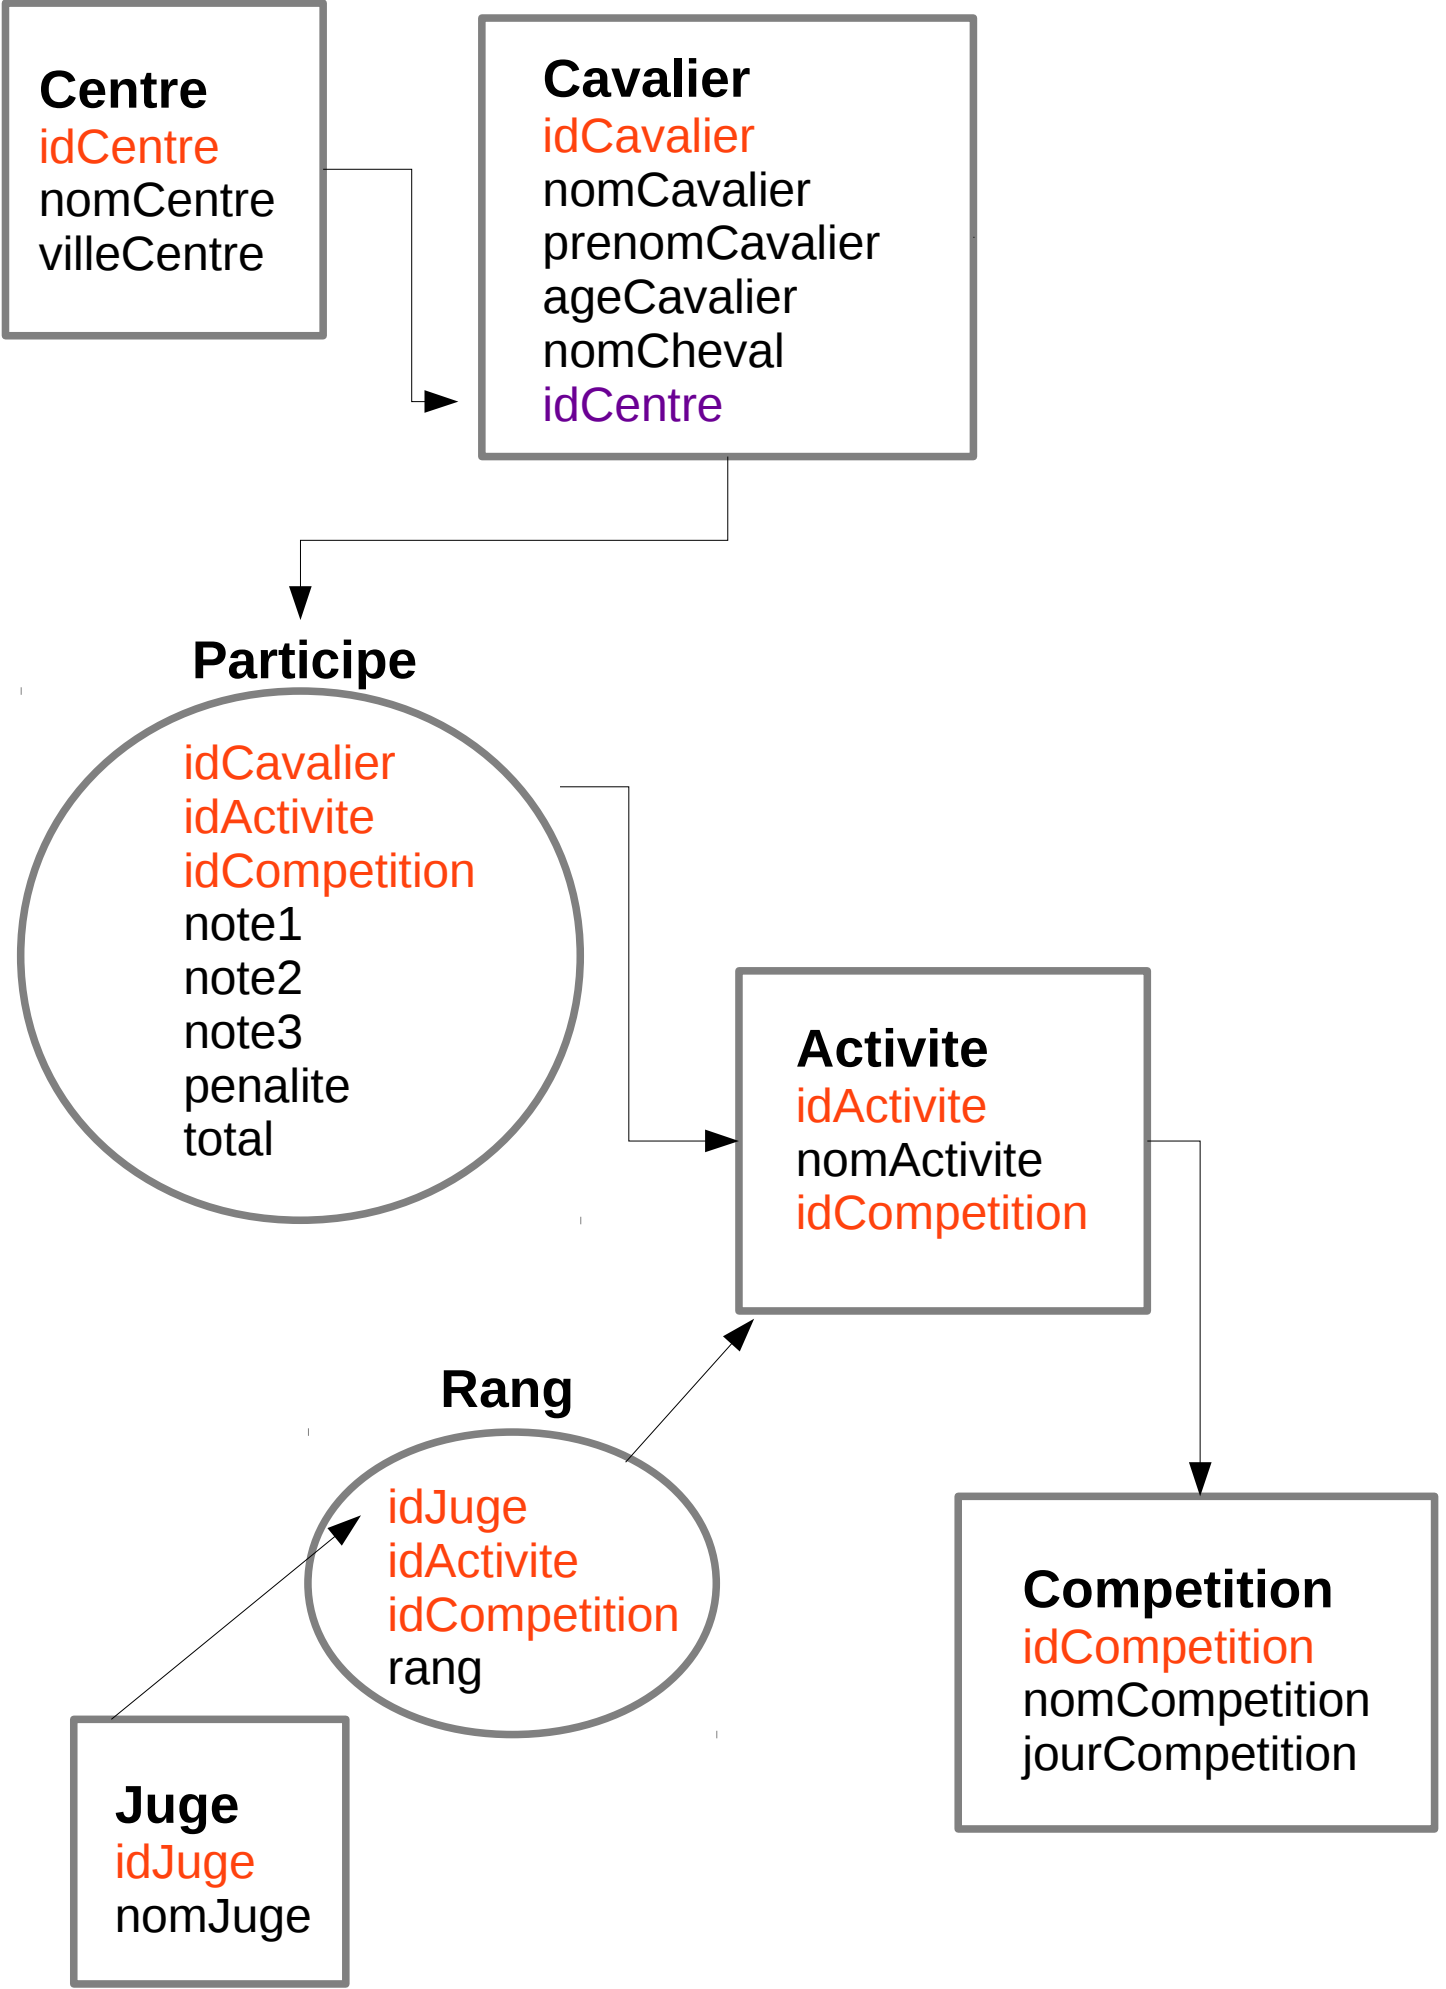 Centre
idCentre
nomCentre
villeCentre
Cavalier
idCavalier
nomCavalier
prenomCavalier
ageCavalier
nomCheval
idCentre
Participe
idCavalier
idActivite
idCompetition
note1
note2
note3
penalite
total
Activite
idActivite
nomActivite
idCompetition
Rang
idJuge
idActivite
idCompetition
rang
Competition
idCompetition
nomCompetition
jourCompetition
Juge
idJuge
nomJuge